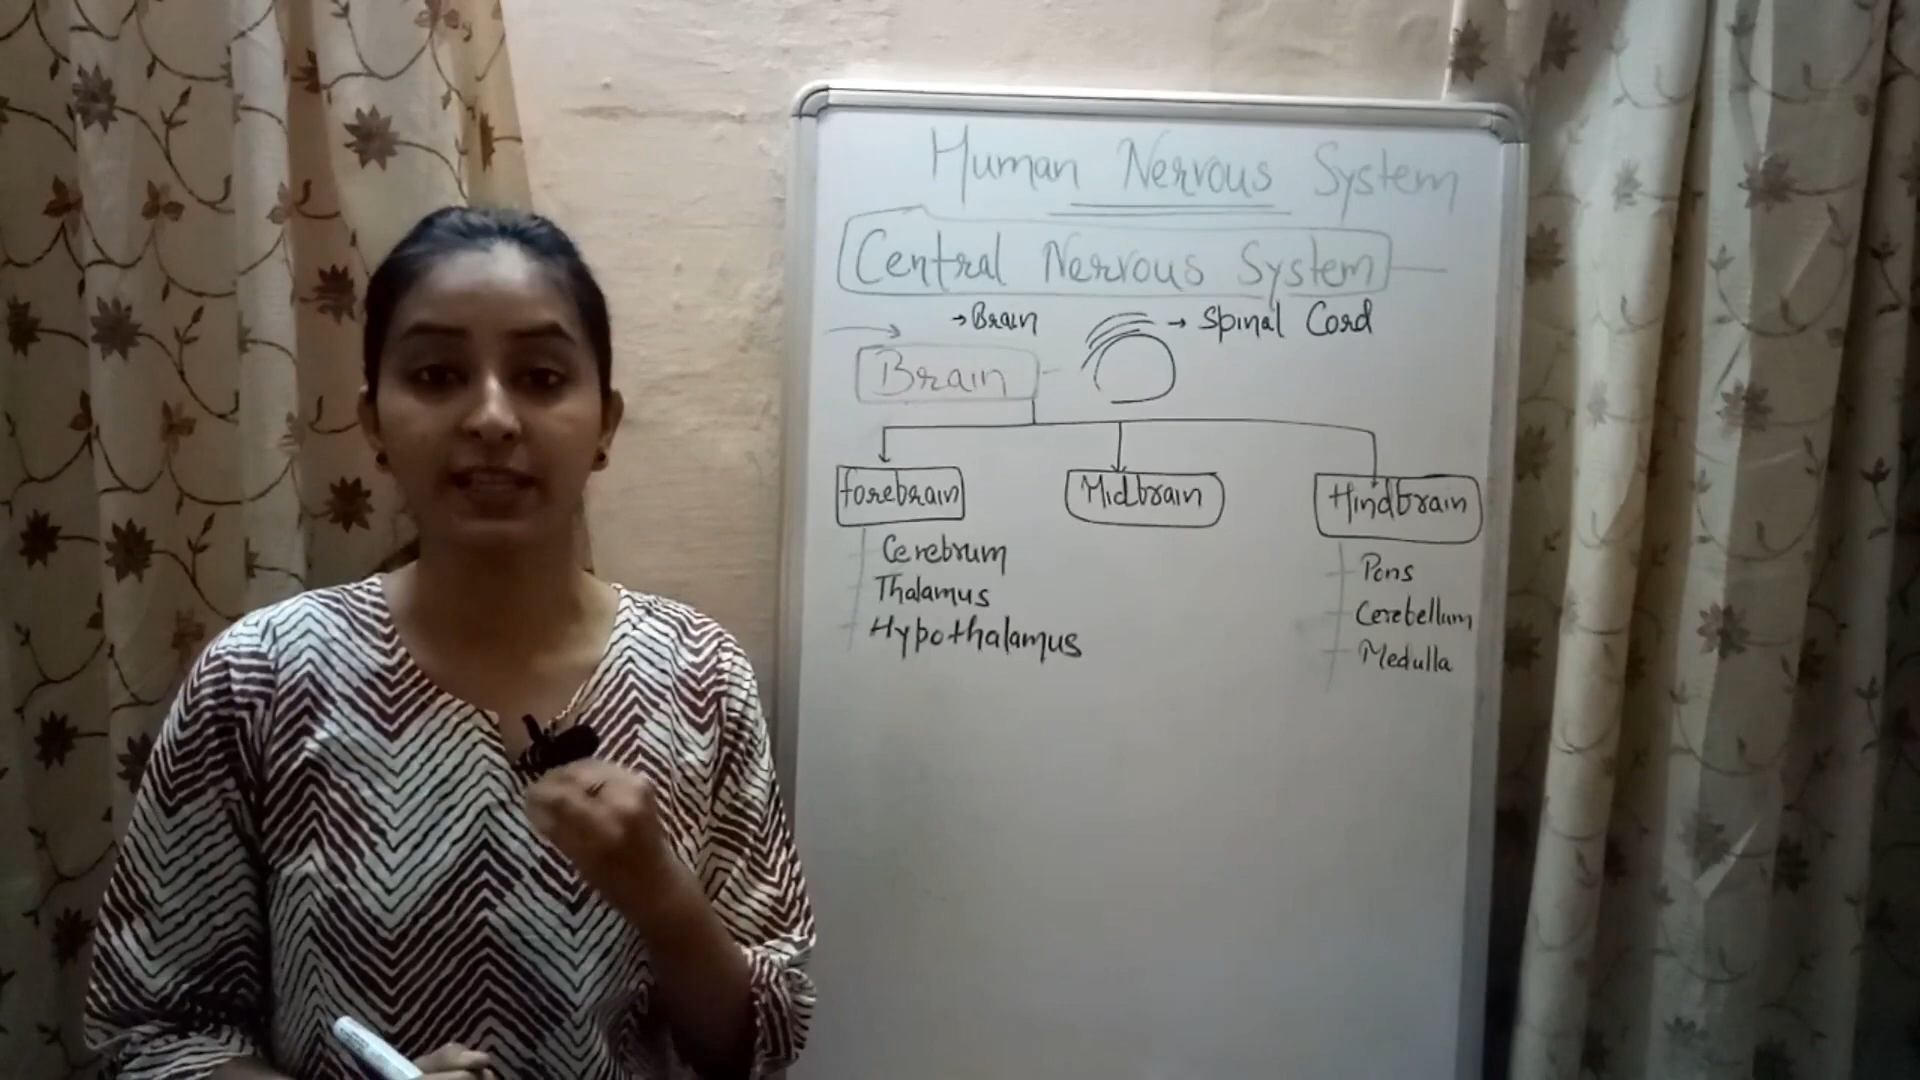 Human Nervous System
Central Nervous System
→Brain → Spinal Cord
Brain
forebrain Midbrain Hindbrain
Cerebrum
Thalamus
Hypothalamus
Pons
Cerebellum
Medulla